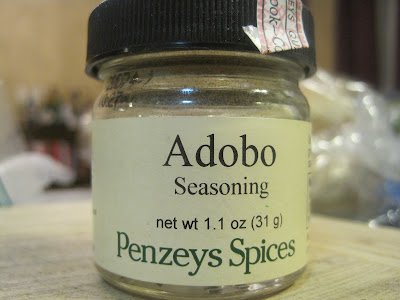 Adobo
Seasoning
net wt 1.1 oz (31 g)
Penzeys Spices